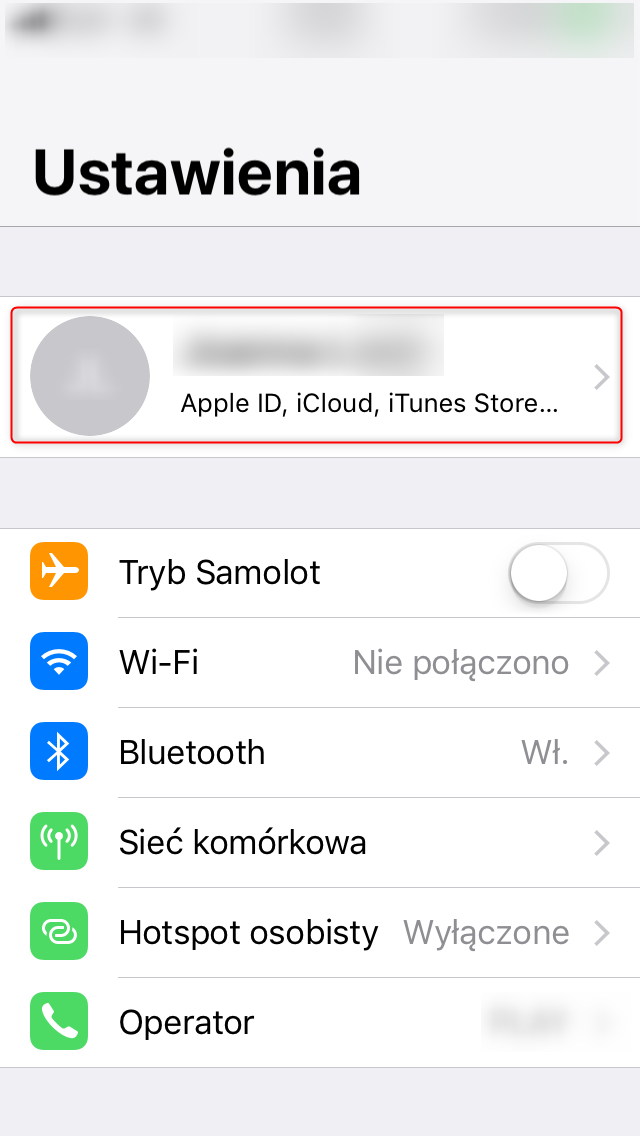 Ustawienia
Apple ID, iCloud, iTunes Store...
Tryb Samolot
Wi-Fi Nie połączono
Bluetooth Wł.
Sieć komórkowa
Hotspot osobisty Wyłączone
Operator